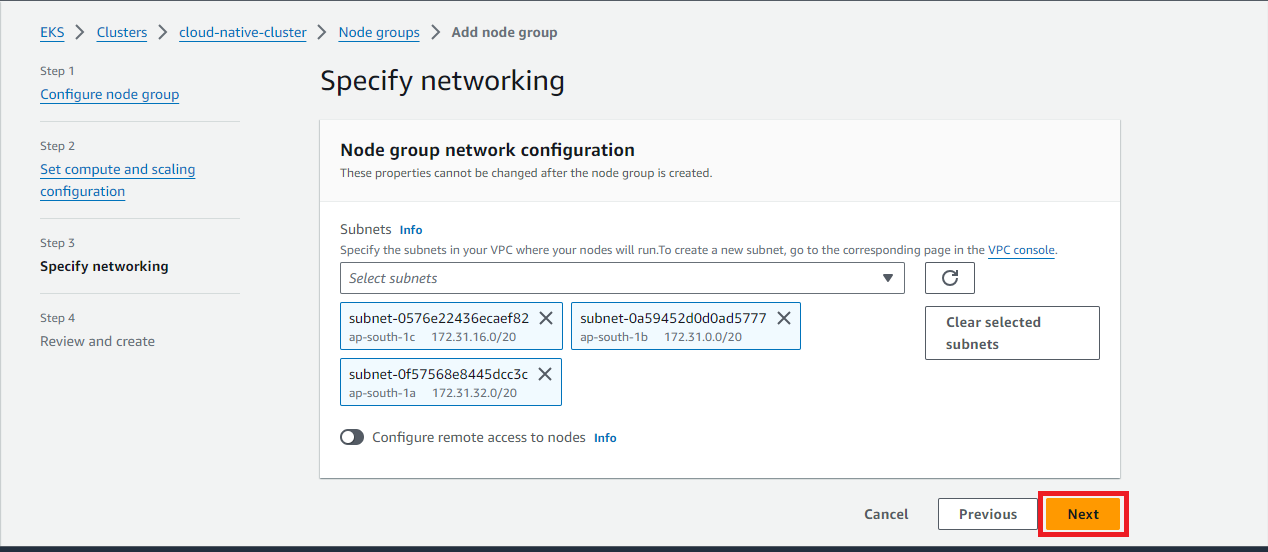 EKS > Clusters > cloud-native-cluster > Node groups > Add node group
Step 1
Configure node group
Step 2
Set compute and scaling
configuration
Step 3
Specify networking
Step 4
Review and create
Specify networking
Node group network configuration
These properties cannot be changed after the node group is created.
Subnets Info
Specify the subnets in your VPC where your nodes will run.To create a new subnet, go to the corresponding page in the VPC console.
Select subnets
subnet-0576e22436ecaef82
ap-south-1c 172.31.16.0/20
subnet-0a59452d0d0ad5777
ap-south-1b 172.31.0.0/20
subnet-0f57568e8445dcc3c
ap-south-1a 172.31.32.0/20
Clear selected
subnets
Configure remote access to nodes Info
Cancel
Previous
Next